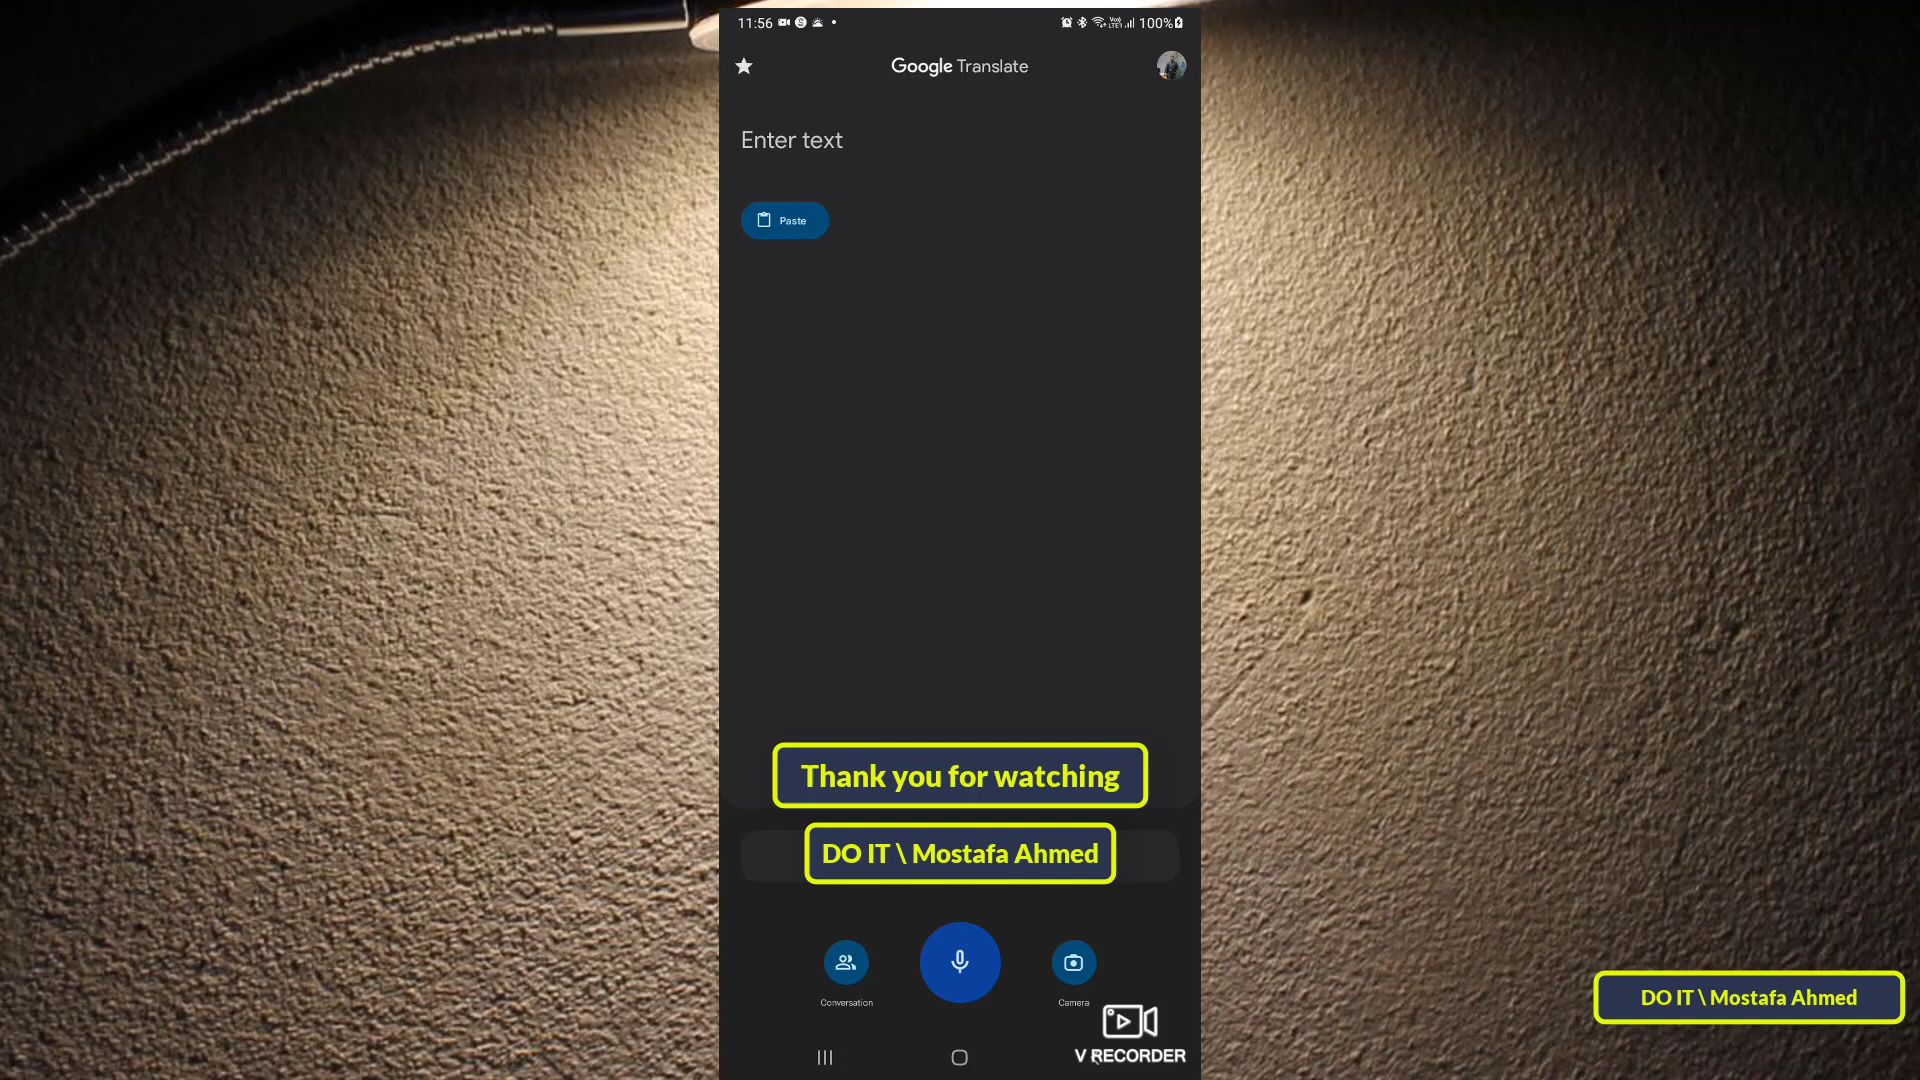 11:56
100%
Google Translate
Enter text
Paste
Thank you for watching
DO IT \ Mostafa Ahmed
Conversation
Camera
V RECORDER
DO IT \ Mostafa Ahmed